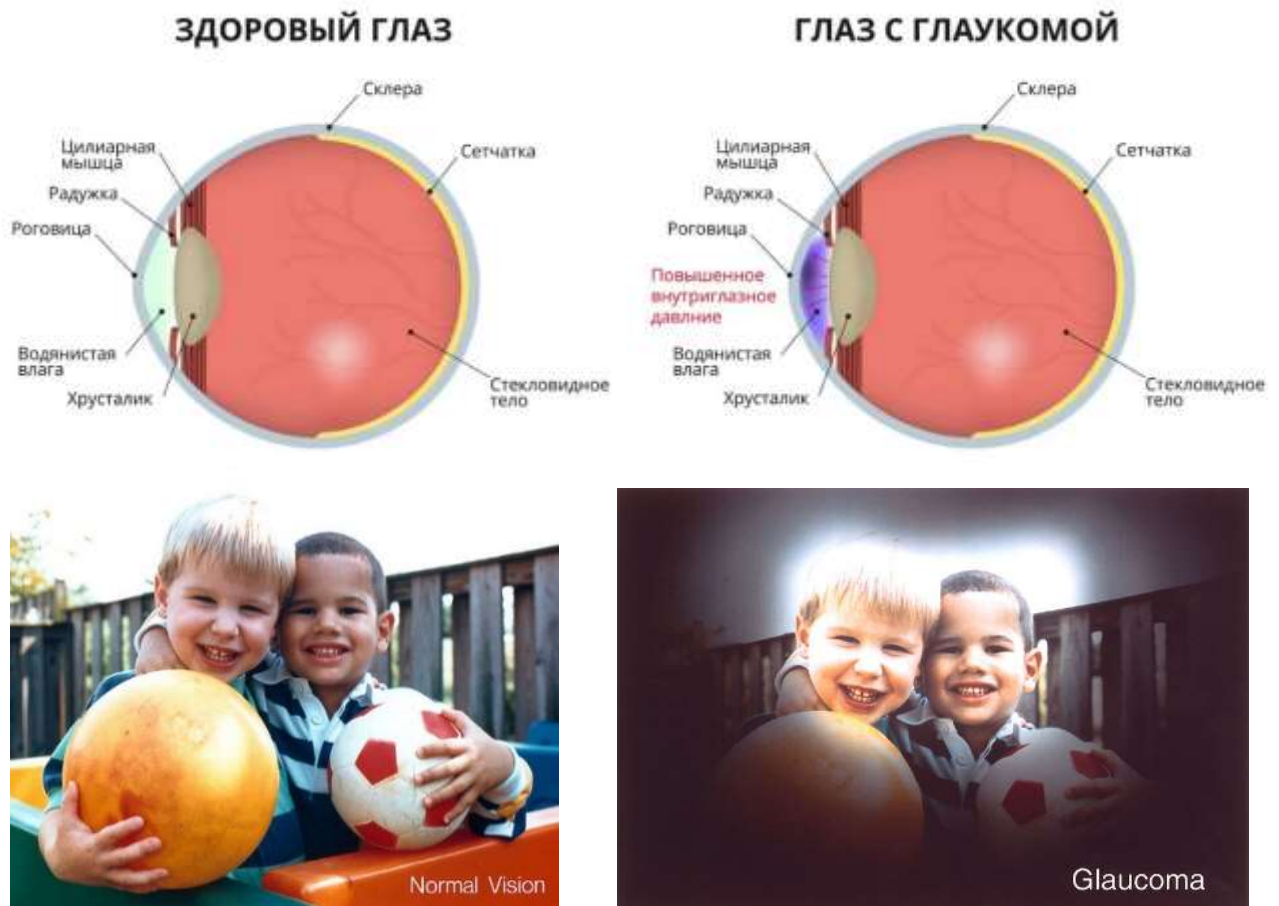 ЗДОРОВЫЙ ГЛАЗ
Склера
Цилиарная
мышца
Сетчатка
Радужка
Роговица
Водянистая
влага
Хрусталик
Стекловидное
тело
ГЛАЗ С ГЛАУКОМОЙ
Склера
Цилиарная
мышца
Сетчатка
Радужка
Роговица
Повышенное
внутриглазное
давлние
Водянистая
влага
Хрусталик
Стекловидное
тело
Normal Vision
Glaucoma